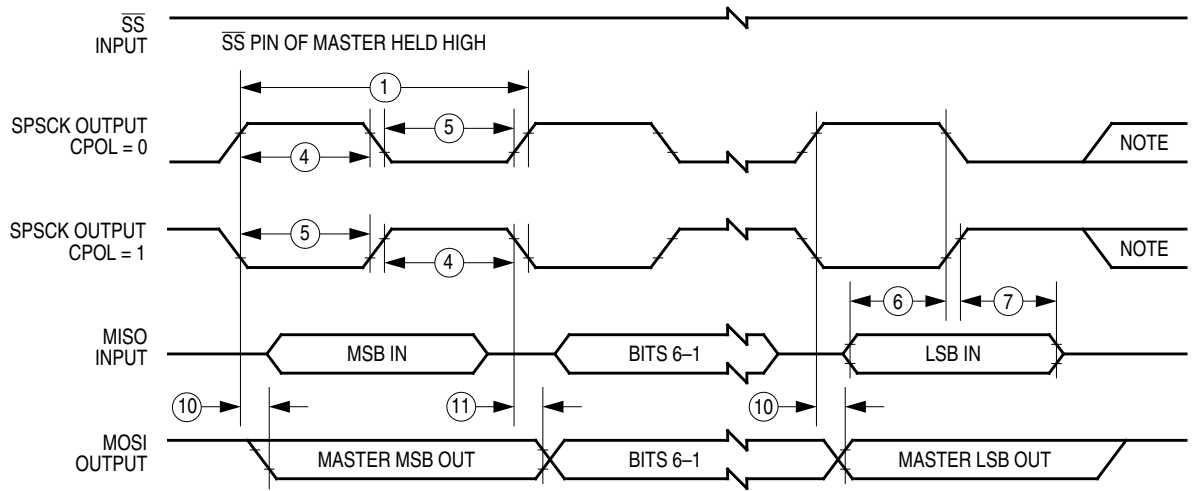 SS
INPUT
SS PIN OF MASTER HELD HIGH
1
SPSCK OUTPUT
CPOL = 0
5
4
NOTE
SPSCK OUTPUT
CPOL = 1
5
4
NOTE
6
7
MISO
INPUT
MSB IN
BITS 6–1
LSB IN
10
11
10
MOSI
OUTPUT
MASTER MSB OUT
BITS 6–1
MASTER LSB OUT